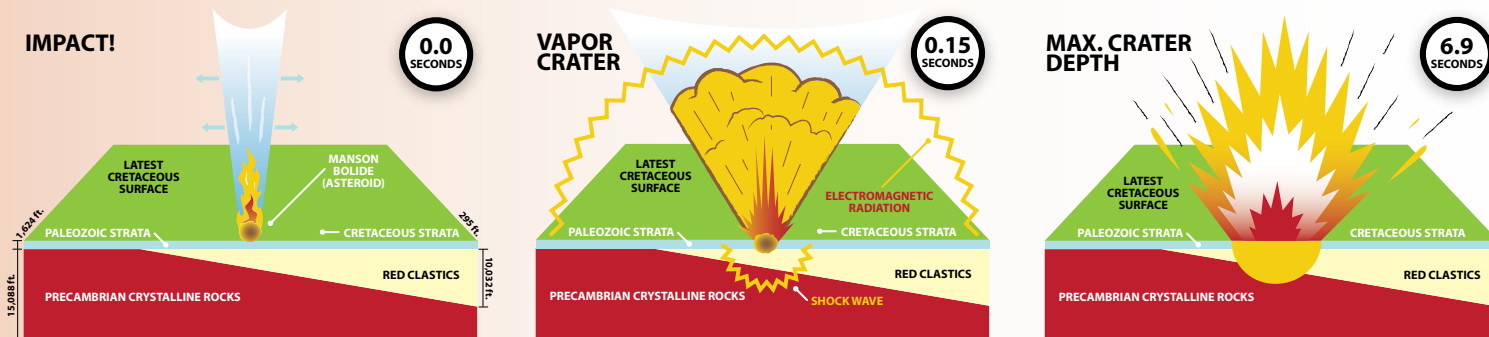 IMPACT!
0.0
SECONDS
LATEST
CRETACEOUS
SURFACE
MANSON
BOLIDE
(ASTEROID)
1,624 ft.
295 ft.
PALEOZOIC STRATA
CRETACEOUS STRATA
RED CLASTICS
10,032 ft.
15,088 ft.
PRECAMBRIAN CRYSTALLINE ROCKS
VAPOR
CRATER
0.15
SECONDS
LATEST
CRETACEOUS
SURFACE
ELECTROMAGNETIC
RADIATION
PALEOZOIC STRATA
CRETACEOUS STRATA
RED CLASTICS
PRECAMBRIAN CRYSTALLINE ROCKS
SHOCK WAVE
MAX. CRATER
DEPTH
6.9
SECONDS
LATEST
CRETACEOUS
SURFACE
PALEOZOIC STRATA
CRETACEOUS STRATA
RED CLASTICS
PRECAMBRIAN CRYSTALLINE ROCKS